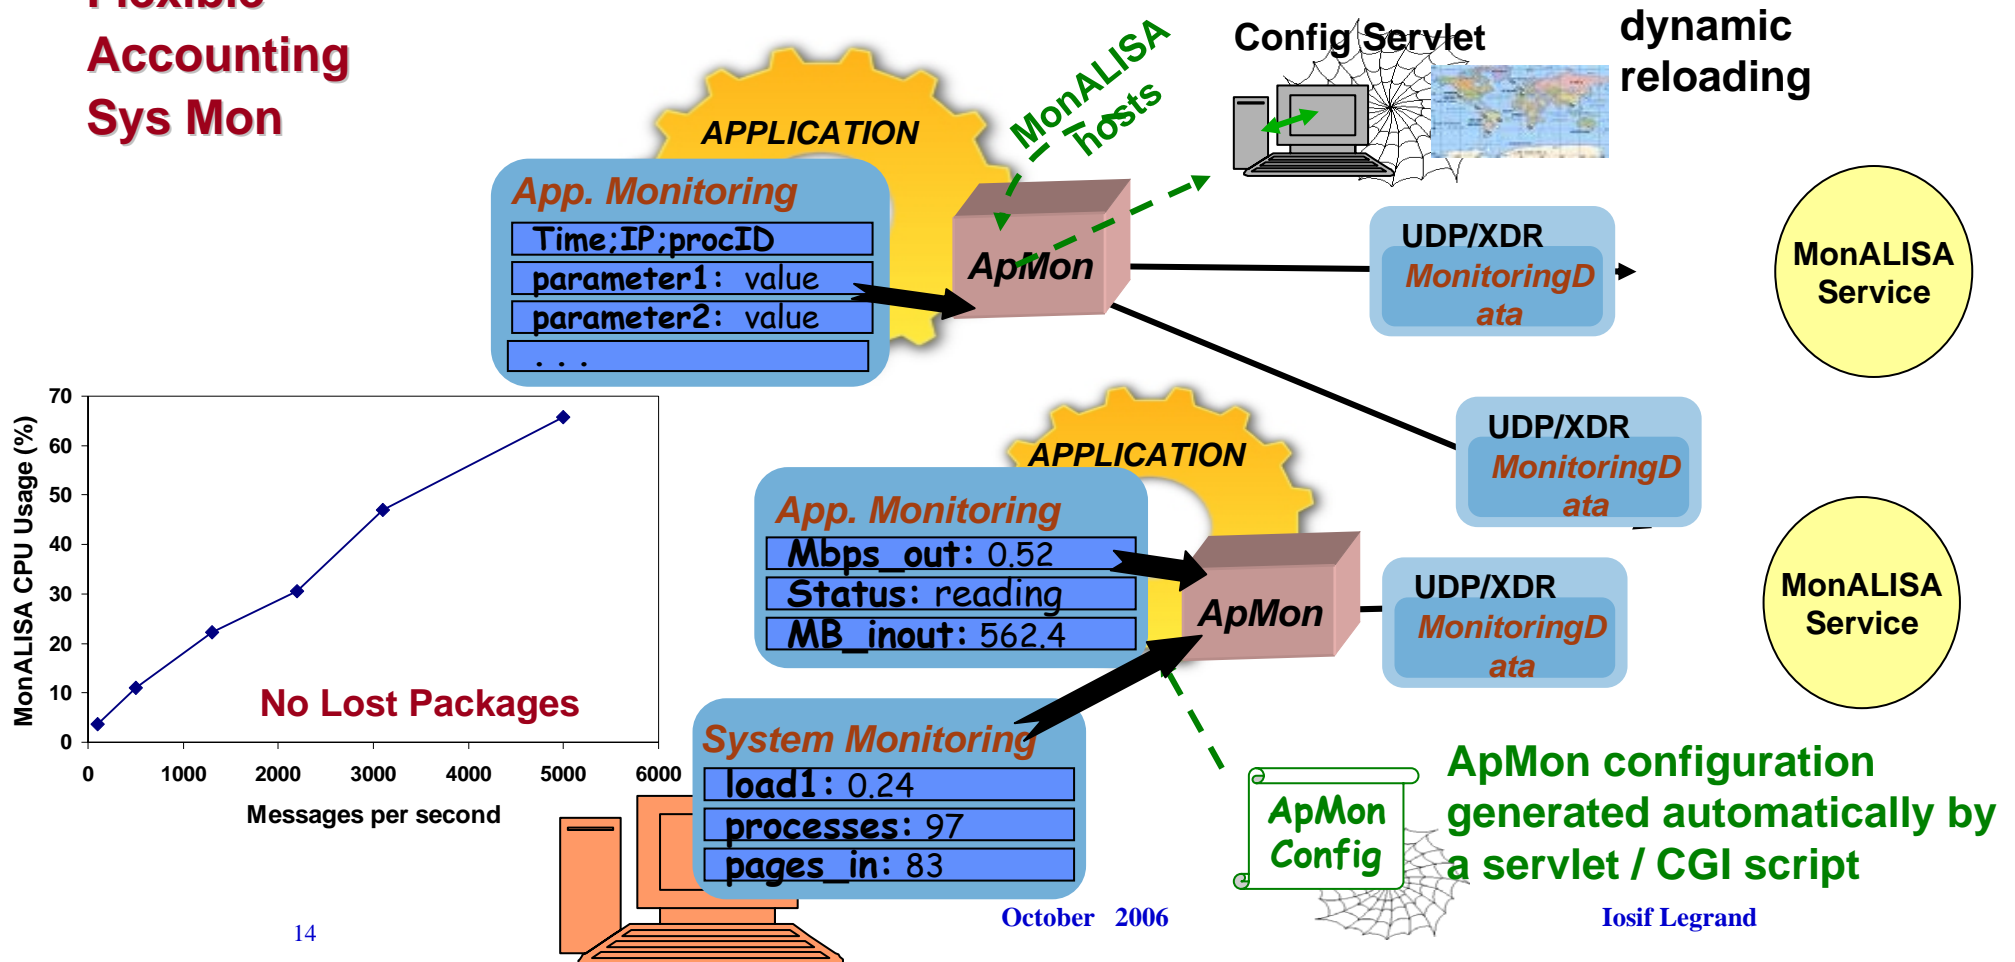 Flexible
Accounting
Sys Mon
APPLICATION
MonALISA
hosts
Config Servlet
dynamic
reloading
App. Monitoring
Time;IP;procID
parameter1: value
parameter2: value
. . .
ApMon
UDP/XDR
MonitoringD
ata
MonALISA
Service
70
60
50
40
30
20
10
0
MonALISA CPU Usage (%)
No Lost Packages
0 1000 2000 3000 4000 5000 6000
Messages per second
APPLICATION
App. Monitoring
Mbps_out: 0.52
Status: reading
MB_inout: 562.4
ApMon
UDP/XDR
MonitoringD
ata
UDP/XDR
MonitoringD
ata
MonALISA
Service
System Monitoring
load1: 0.24
processes: 97
pages_in: 83
ApMon
Config
ApMon configuration
generated automatically by
a servlet / CGI script
14
October 2006
Iosif Legrand